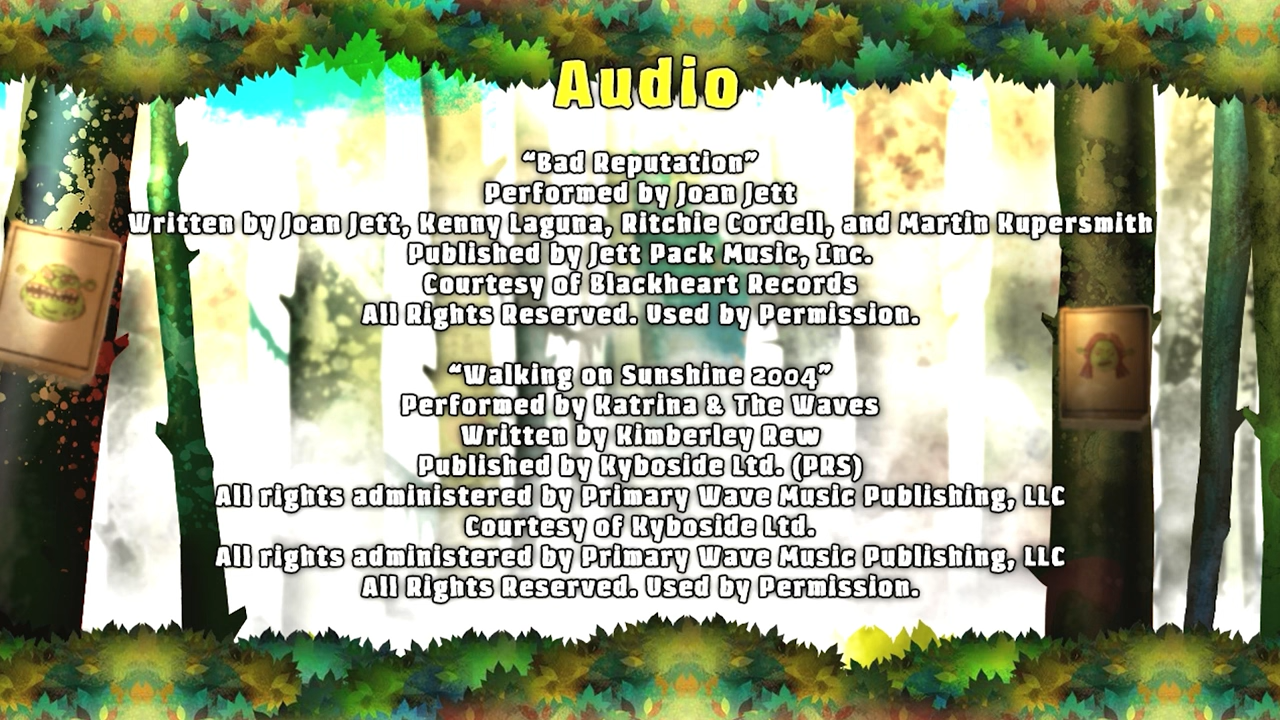 Audio
“Bad Reputation”
Performed by Joan Jett
Written by Joan Jett, Kenny Laguna, Ritchie Cordell, and Martin Kupersmith
Published by Jett Pack Music, Inc.
Courtesy of Blackheart Records
All Rights Reserved. Used by Permission.
“Walking on Sunshine 2004”
Performed by Katrina & The Waves
Written by Kimberley Rew
Published by Kyboside Ltd. (PRS)
All rights administered by Primary Wave Music Publishing, LLC
Courtesy of Kyboside Ltd.
All rights administered by Primary Wave Music Publishing, LLC
All Rights Reserved. Used by Permission.